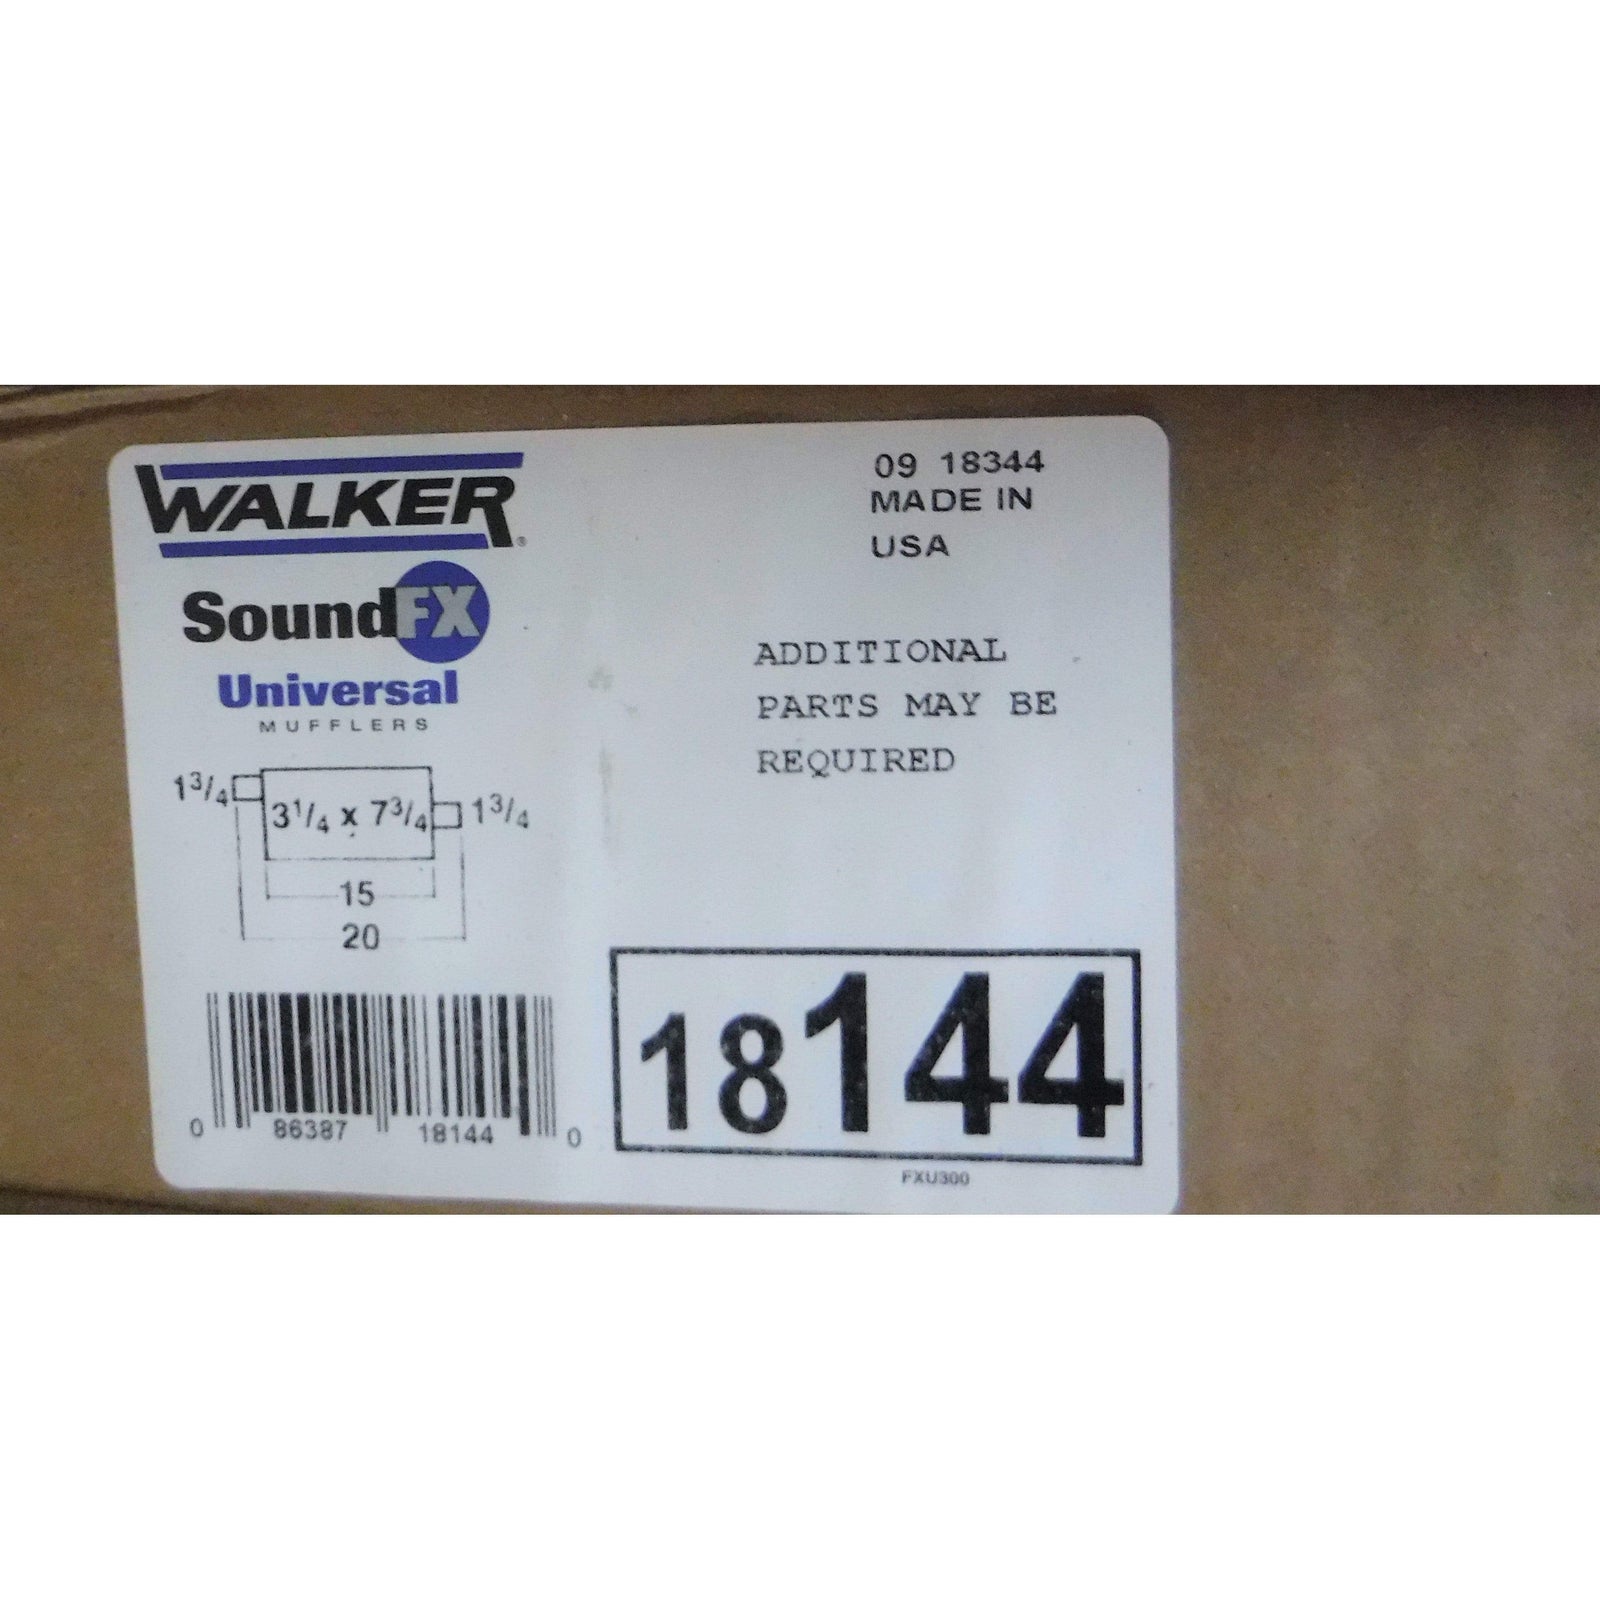 WALKER®
SoundFX
Universal
MUFFLERS
1 3/4
3 1/4 x 7 3/4
1 3/4
15
20
0 86387 18144 0
09 18344
MADE IN
USA
ADDITIONAL
PARTS MAY BE
REQUIRED
18144
FXU300